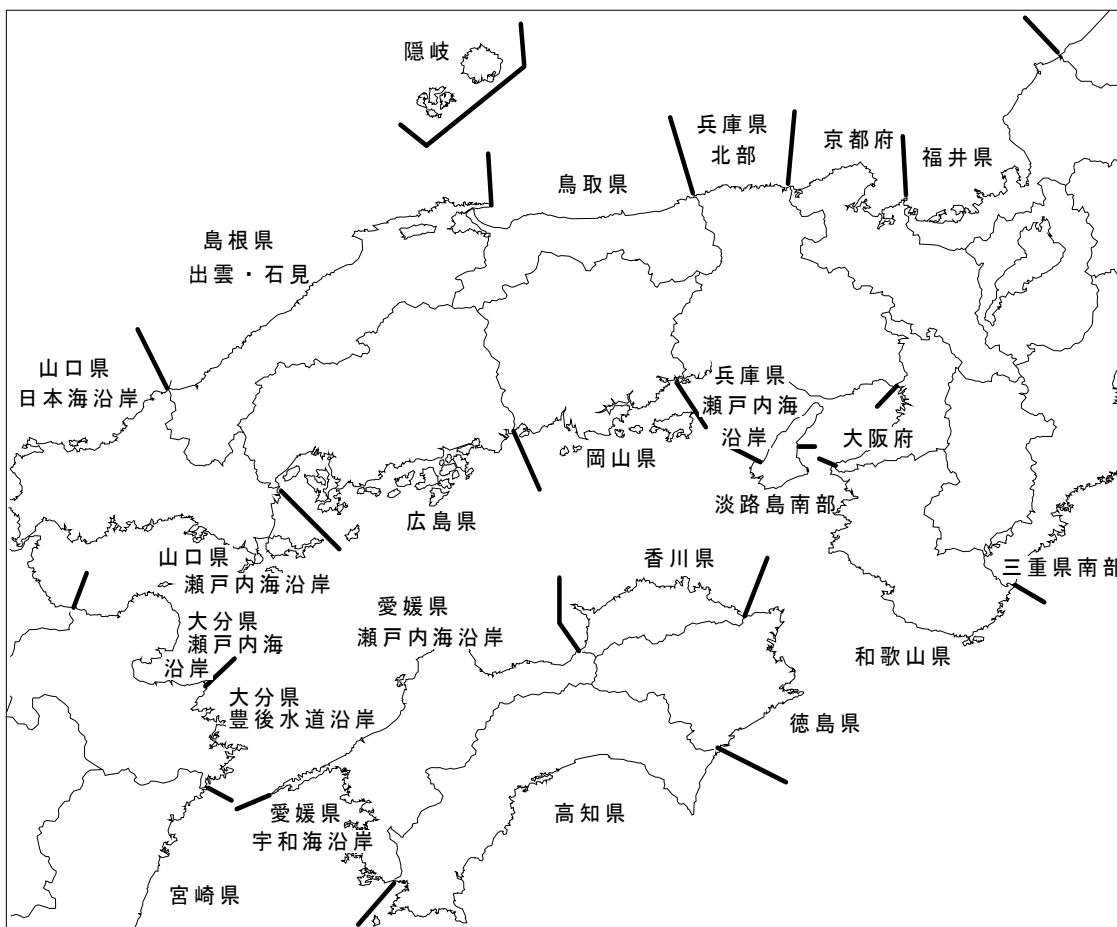 隠岐
兵庫県
北部
京都府
福井県
鳥取県
島根県
出雲・石見
山口県
日本海沿岸
兵庫県
瀬戸内海
沿岸
大阪府
岡山県
淡路島南部
広島県
山口県
瀬戸内海沿岸
香川県
三重県南部
愛媛県
瀬戸内海沿岸
大分県
瀬戸内海
沿岸
和歌山県
大分県
豊後水道沿岸
徳島県
高知県
愛媛県
宇和海沿岸
宮崎県